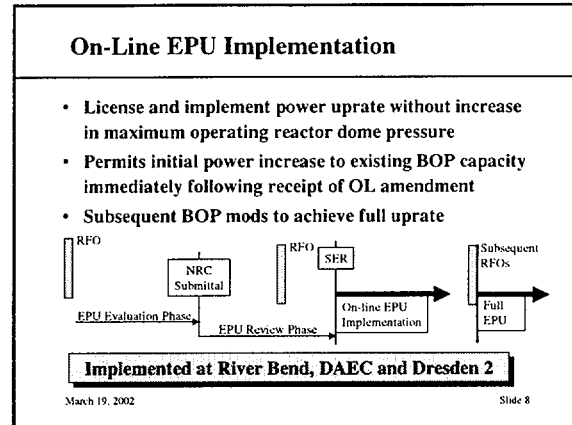 On-Line EPU Implementation
• License and implement power uprate without increase
in maximum operating reactor dome pressure
• Permits initial power increase to existing BOP capacity
immediately following receipt of OL amendment
• Subsequent BOP mods to achieve full uprate
RFO
NRC
Submittal
RFO
SER
Subsequent
RFOs
EPU Evaluation Phase
EPU Review Phase
On-line EPU
Implementation
Full
EPU
Implemented at River Bend, DAEC and Dresden 2
March 19, 2002
Slide 8